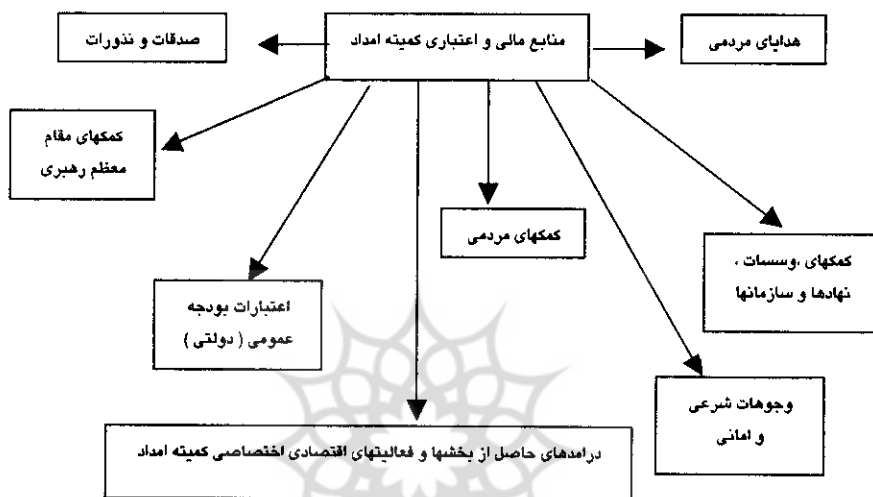 منابع مالی و اعتباری کمیته امداد
هدایای مردمی
صدقات و نذورات
کمکهای مقام
معظم رهبری
کمکهای مردمی
کمکهای ،وسسات ،
نهادها و سازمانها
اعتبارات بودجه
عمومی ( دولتی )
وجوهات شرعی
و امانی
درامدهای حاصل از بخشها و فعالیتهای اقتصادی اختصاصی کمیته امداد